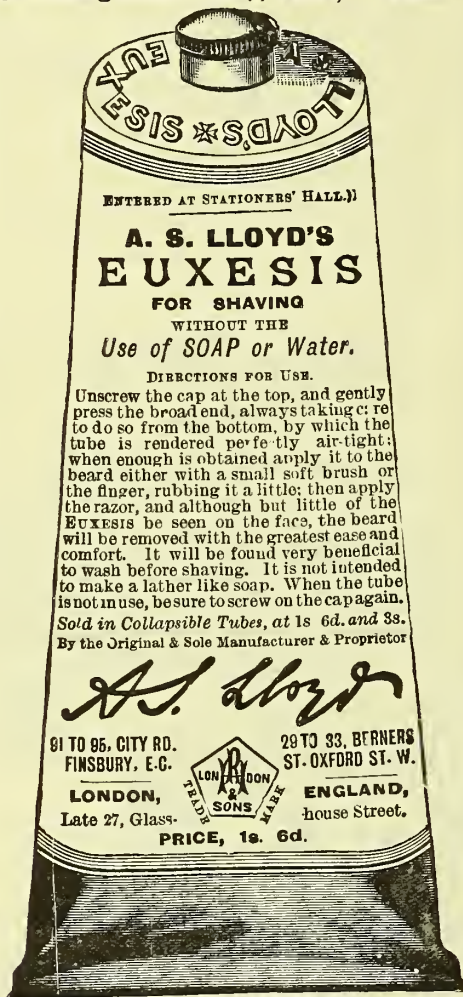 EUX
A. S.
LLOYD'S
ESIS
ENTERED AT STATIONERS' HALL.}}
A. S. LLOYD'S
EUXESIS
FOR SHAVING
WITHOUT THE
Use of SOAP or Water.
DIRECTIONS FOR USE.
Unscrew the cap at the top, and gently
press the broad end, always taking c: re
to do so from the bottom, by which the
tube is rendered perfe tly air-tight:
when enough is obtained apply it to the
beard either with a small soft brush or
the finger, rubbing it a little; then apply
the razor, and although but little of the
EUXESIS be seen on the face, the beard
will be removed with the greatest ease and
comfort. It will be found very beneficial
to wash before shaving. It is not intended
to make a lather like soap. When the tube
is not in use, be sure to screw on the cap again.
Sold in Collapsible Tubes, at 1s 6d. and 3s.
By the Original & Sole Manufacturer & Proprietor
A.S. Lloyd
91 TO 95, CITY RD. 29 TO 33, BERNERS
FINSBURY, E.C. ST. OXFORD ST. W.
LONDON
& SONS
TRADE MARK
LONDON, ENGLAND,
Late 27, Glass- house Street.
PRICE, 1s. 6d.